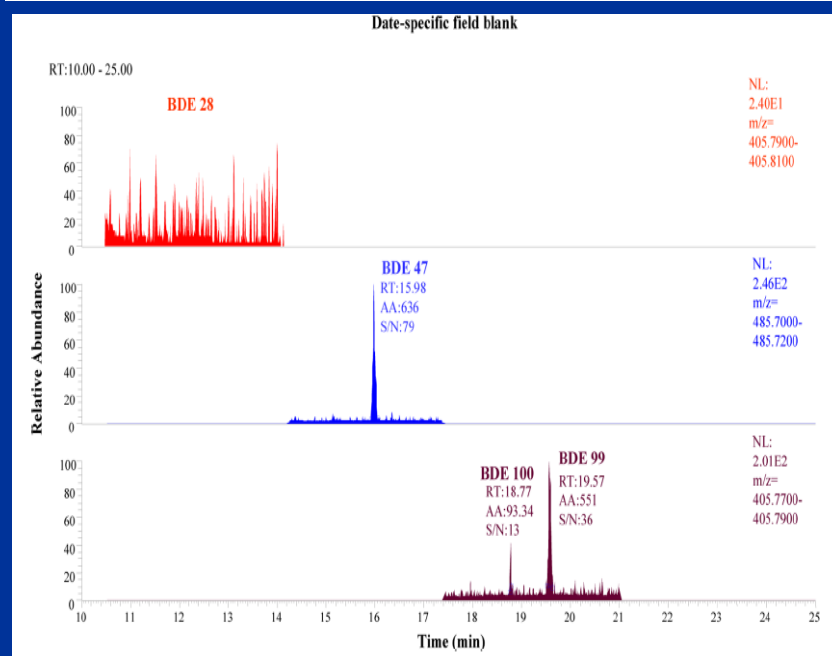 Date-specific field blank
RT:10.00 - 25.00
BDE 28
NL:
2.40E1
m/z=
405.7900-
405.8100
100
80
60
40
20
0
BDE 47
RT:15.98
AA:636
S/N:79
NL:
2.46E2
m/z=
485.7000-
485.7200
100
80
60
40
20
0
Relative Abundance
BDE 100
RT:18.77
AA:93.34
S/N:13
BDE 99
RT:19.57
AA:551
S/N:36
NL:
2.01E2
m/z=
405.7700-
405.7900
100
80
60
40
20
0
10 11 12 13 14 15 16 17 18 19 20 21 22 23 24 25
Time (min)